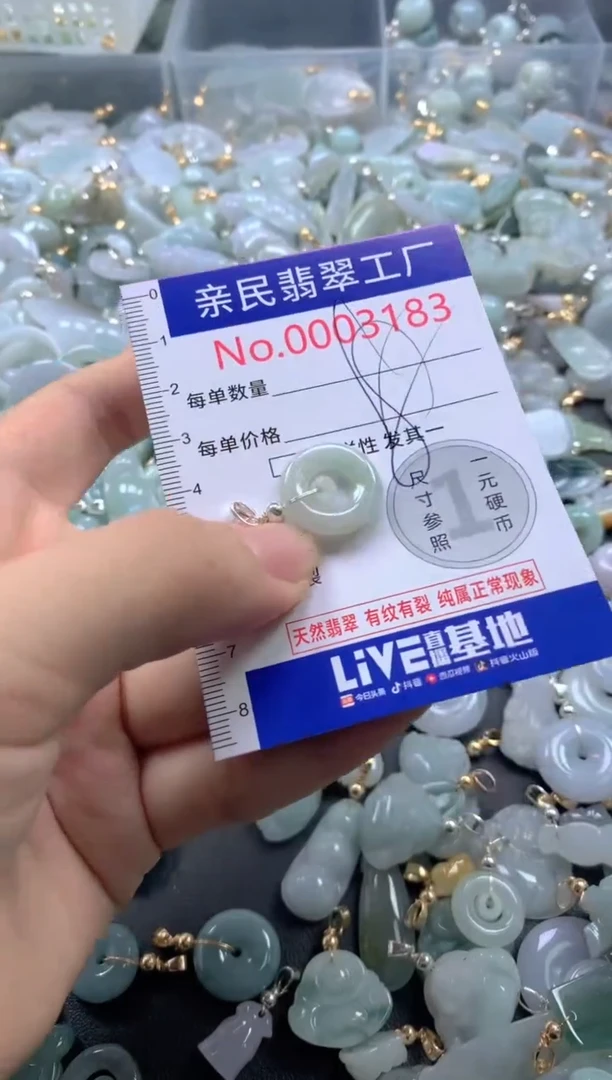 亲民翡翠工厂
No.0003183
每单数量
每单价格
性 发其一
尺寸参照
一元硬币
1
裂
天然翡翠 有纹有裂 纯属正常现象
LiVE直播基地
今日头条 抖音 西瓜视频 抖音火山版
0
1
2
3
4
7
8